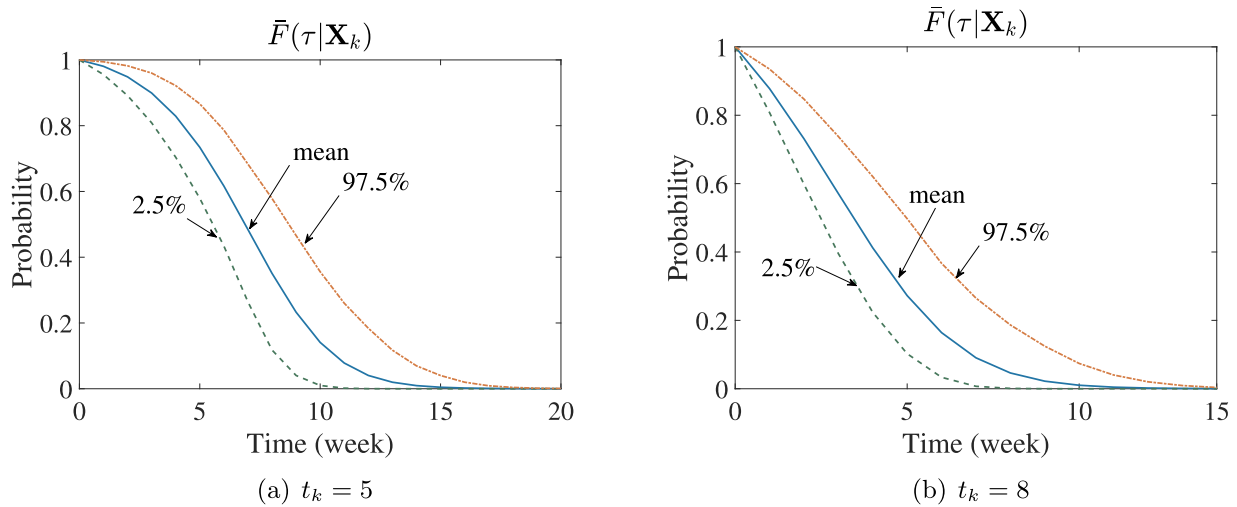 F̄(τ|X_k)
1
0.8
0.6
0.4
0.2
0
Probability
mean
97.5%
2.5%
0 5 10 15 20
Time (week)
(a) t_k = 5
F̄(τ|X_k)
1
0.8
0.6
0.4
0.2
0
Probability
mean
97.5%
2.5%
0 5 10 15
Time (week)
(b) t_k = 8